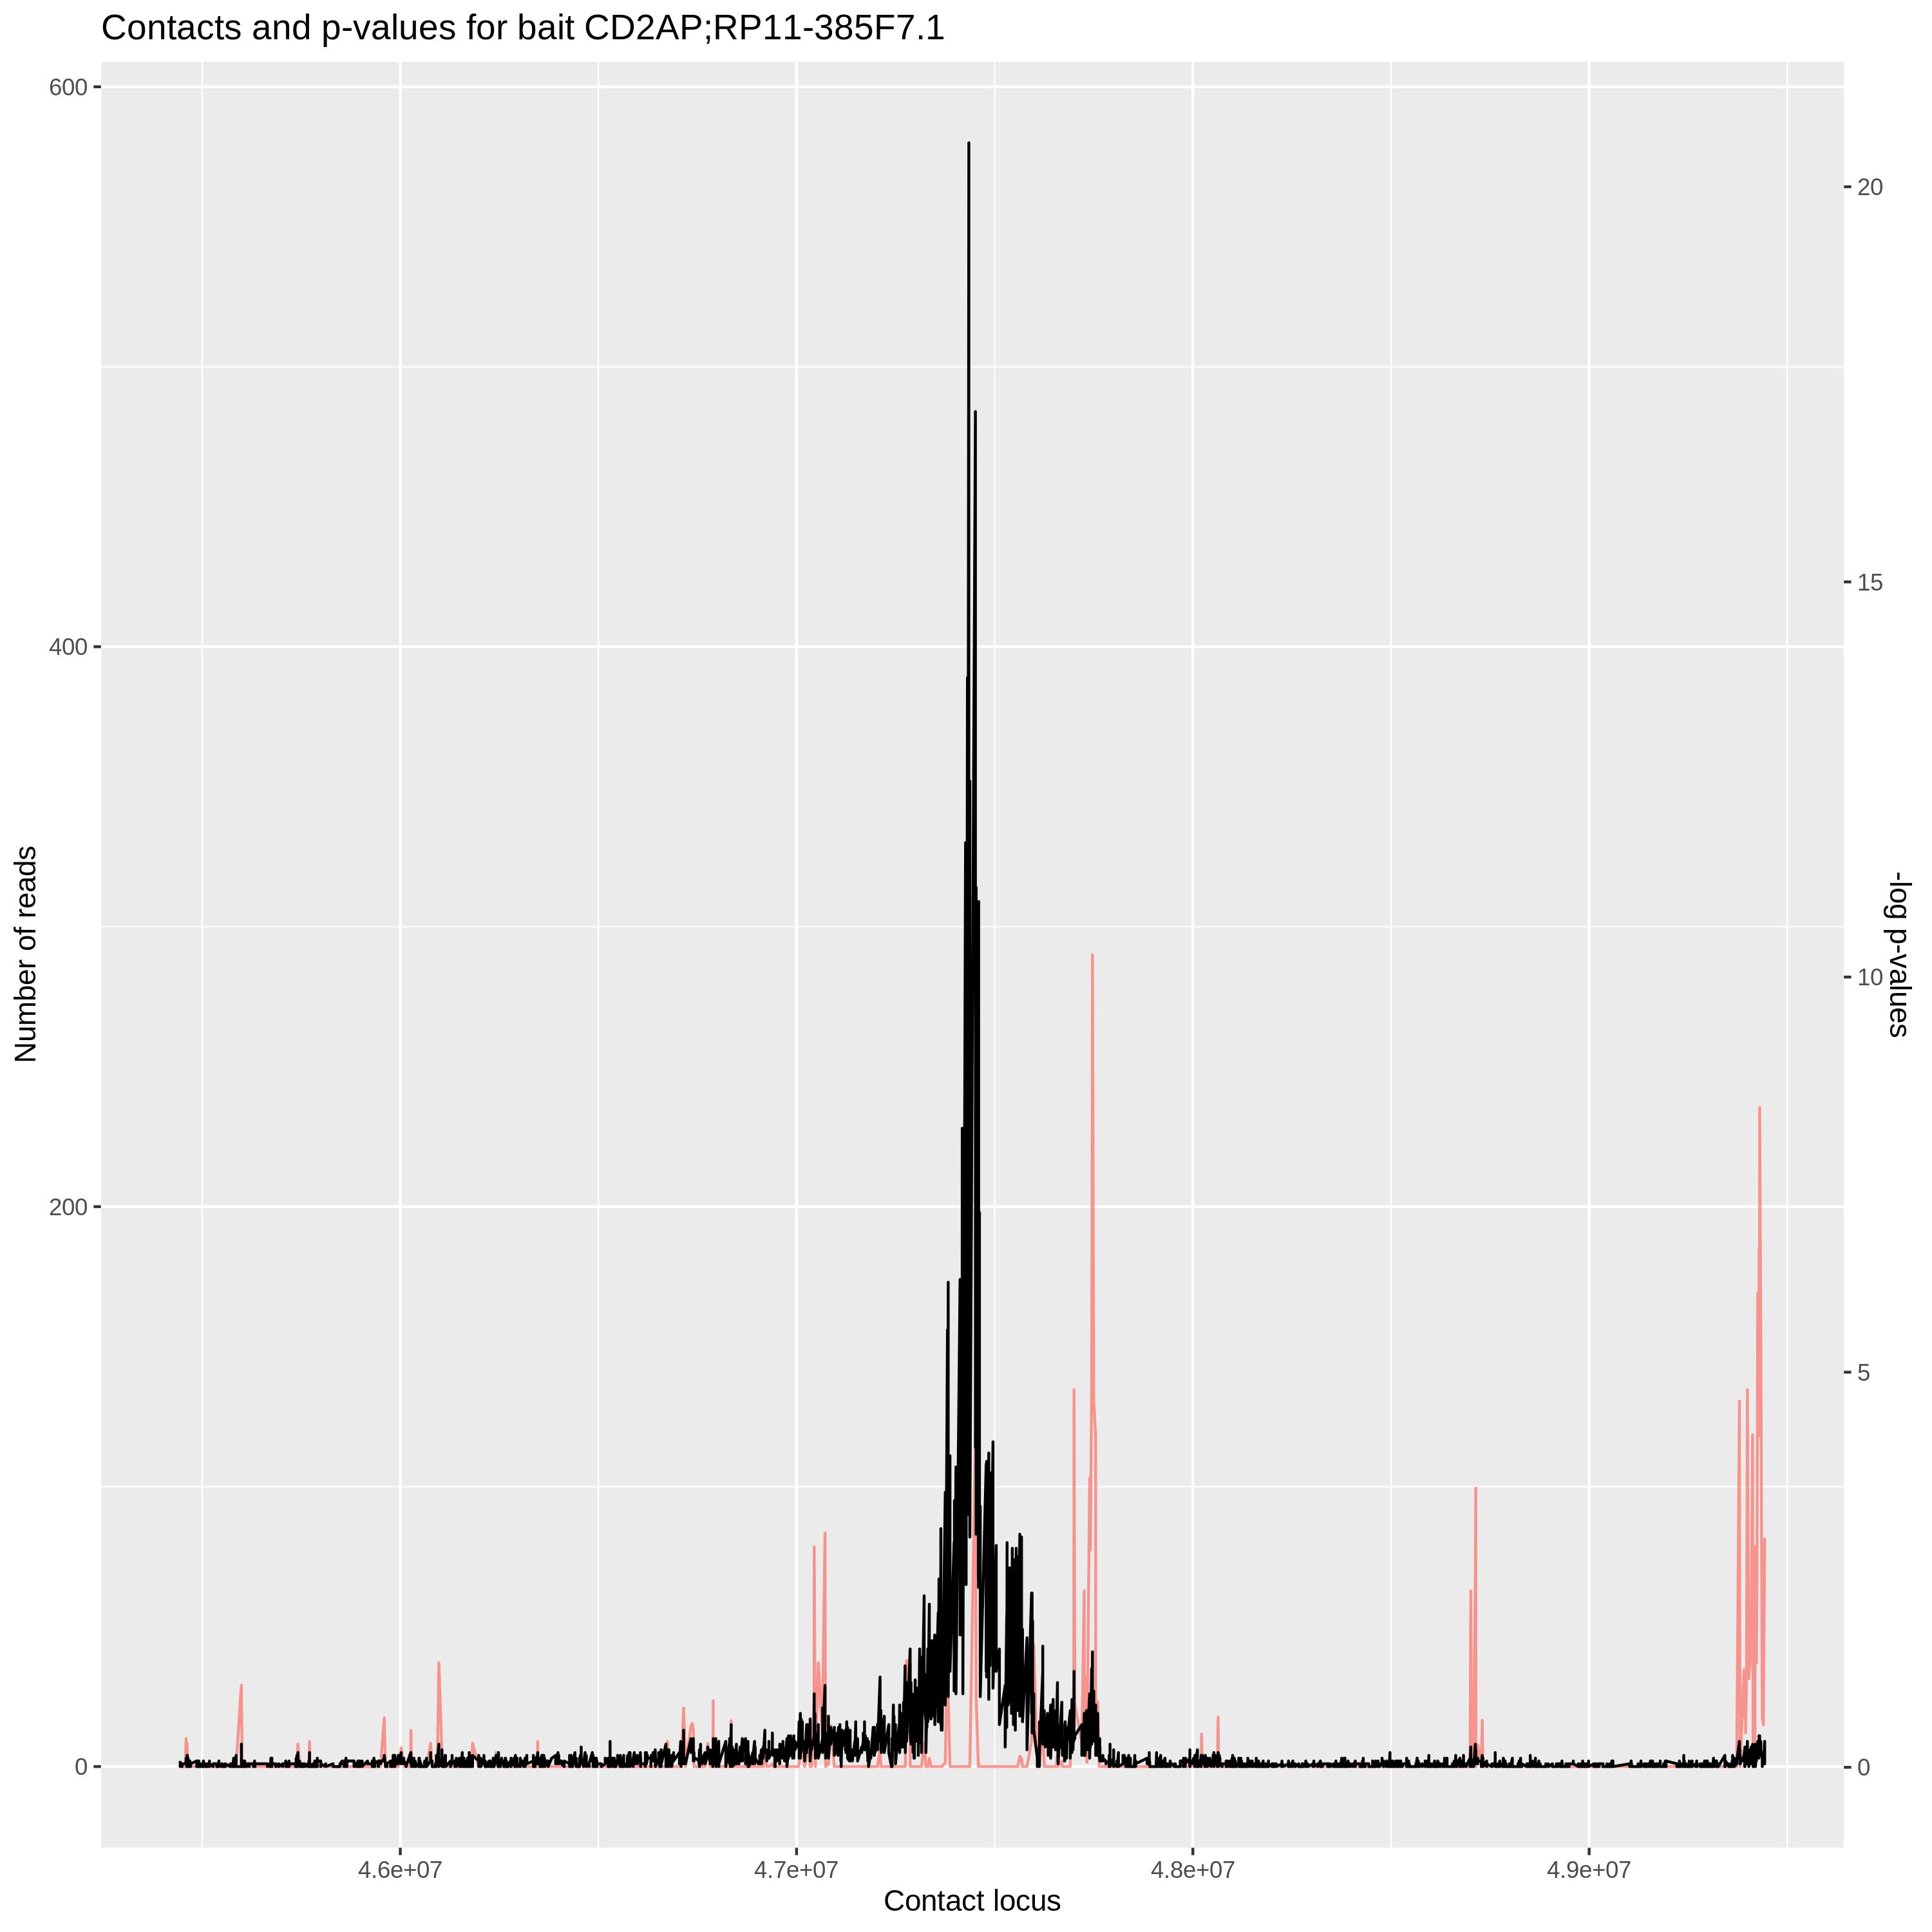 Contacts and p-values for bait CD2AP;RP11-385F7.1
600
400
200
0
Number of reads
20
15
10
5
0
-log p-values
4.6e+07
4.7e+07
4.8e+07
4.9e+07
Contact locus